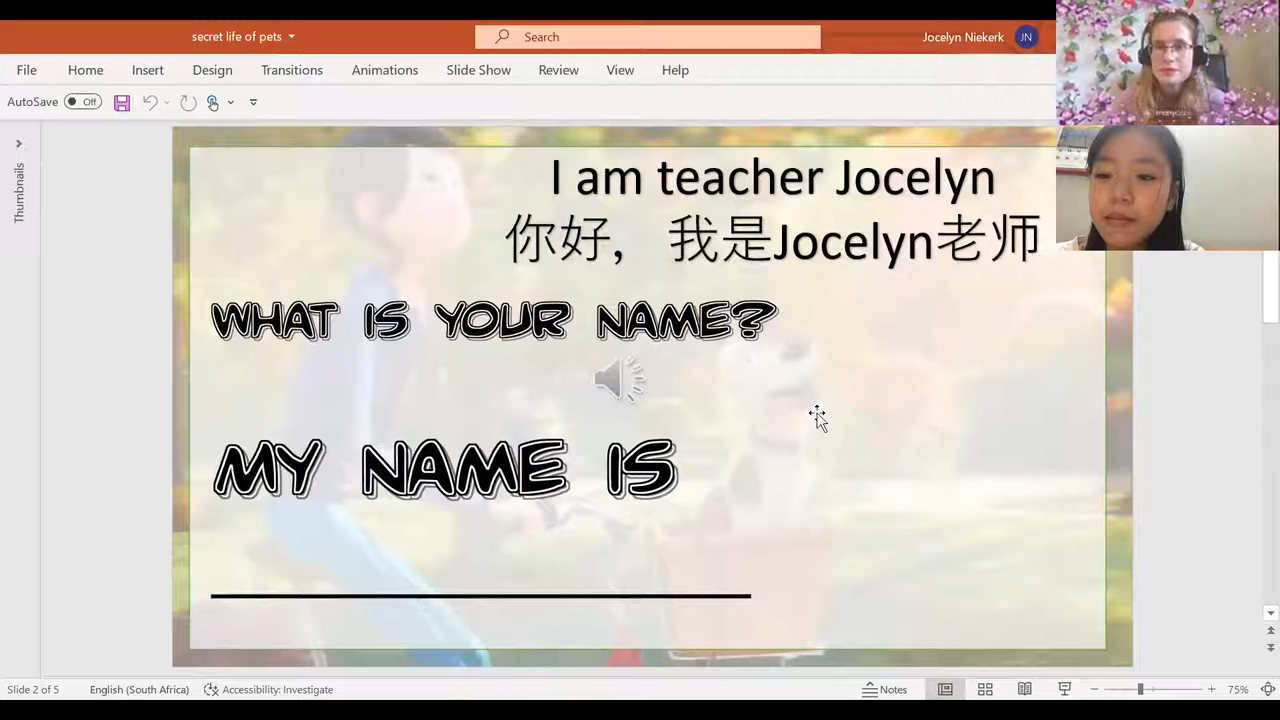 secret life of pets
Search
Jocelyn Niekerk
JN
File Home Insert Design Transitions Animations Slide Show Review View Help
AutoSave Off
Thumbnails
I am teacher Jocelyn
你好，我是Jocelyn老师
WHAT IS YOUR NAME?
MY NAME IS
Slide 2 of 5
English (South Africa)
Accessibility: Investigate
Notes
75%